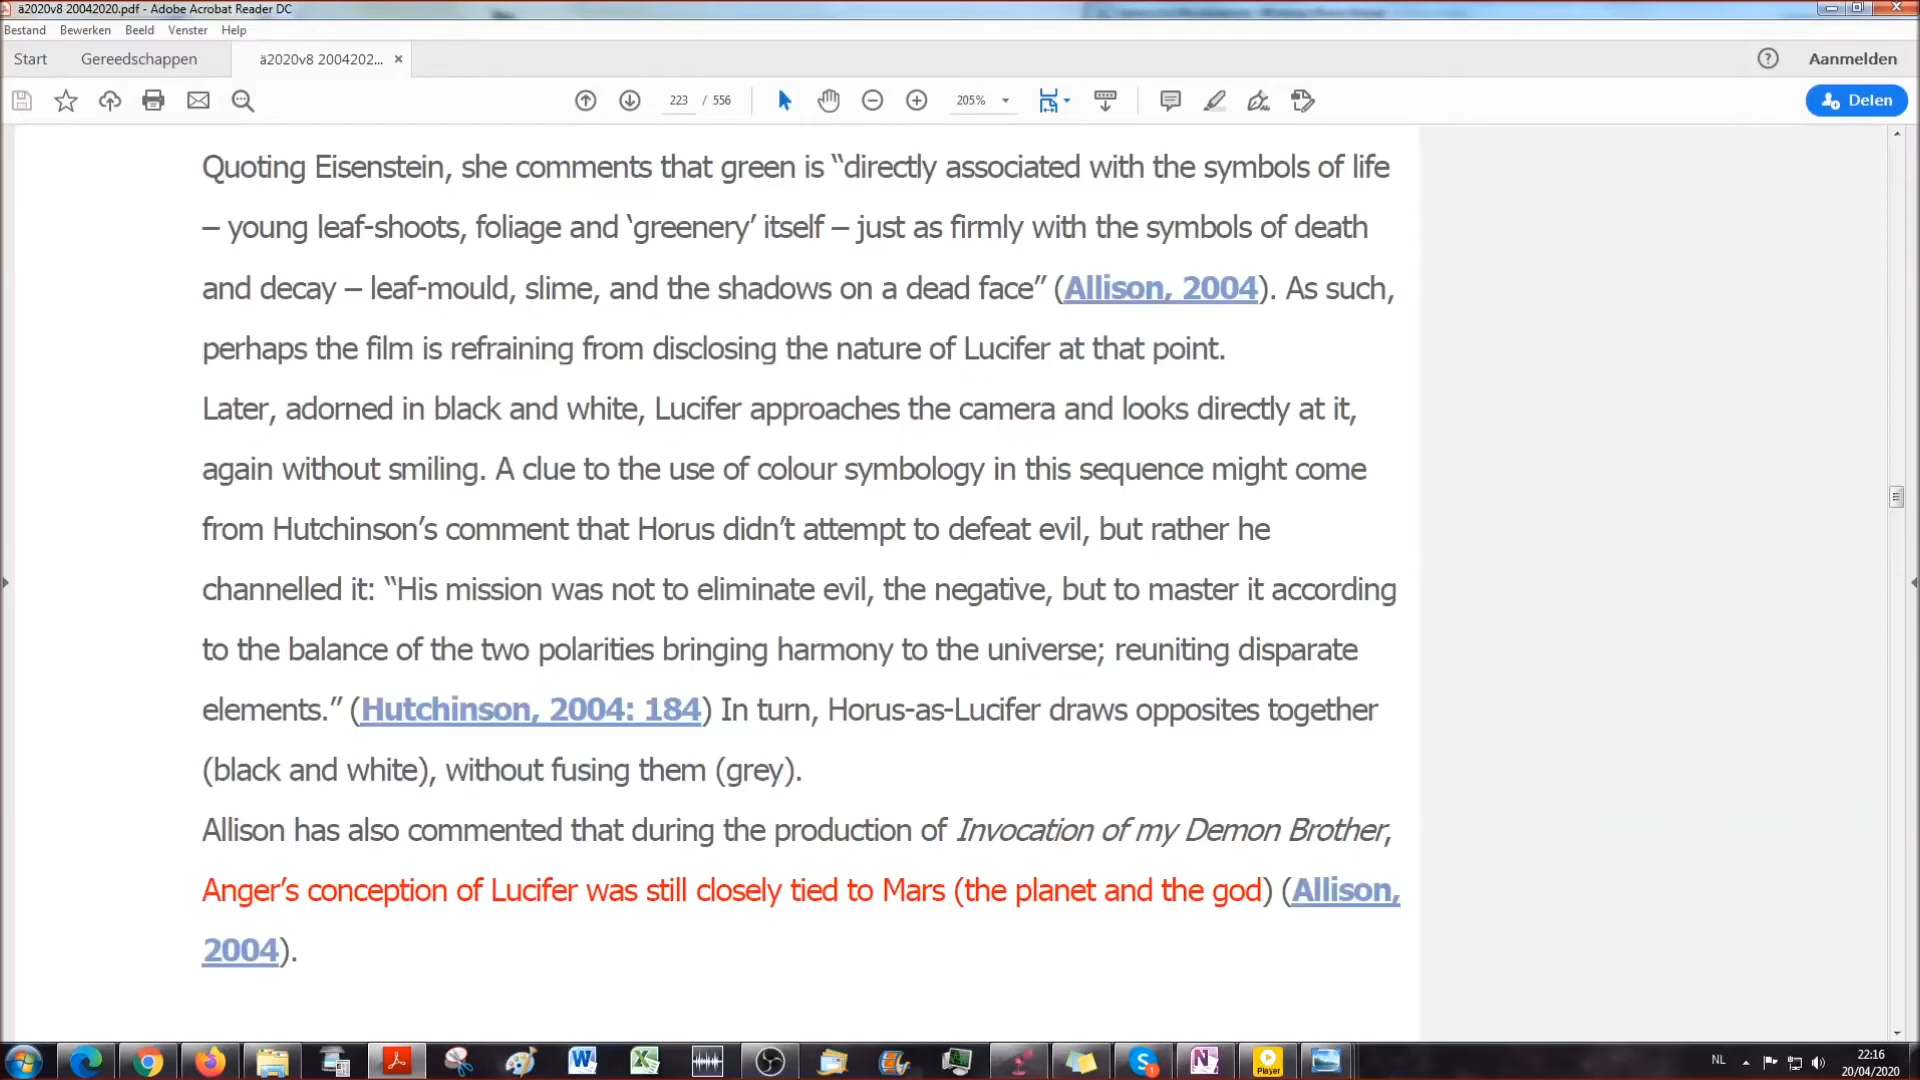 ä2020v8 20042020.pdf - Adobe Acrobat Reader DC
Bestand Bewerken Beeld Venster Help
Start Gereedschappen ä2020v8 2004202... × Aanmelden
223 / 556 205% Delen
Quoting Eisenstein, she comments that green is “directly associated with the symbols of life
– young leaf-shoots, foliage and ‘greenery’ itself – just as firmly with the symbols of death
and decay – leaf-mould, slime, and the shadows on a dead face” (Allison, 2004). As such,
perhaps the film is refraining from disclosing the nature of Lucifer at that point.
Later, adorned in black and white, Lucifer approaches the camera and looks directly at it,
again without smiling. A clue to the use of colour symbology in this sequence might come
from Hutchinson’s comment that Horus didn’t attempt to defeat evil, but rather he
channelled it: “His mission was not to eliminate evil, the negative, but to master it according
to the balance of the two polarities bringing harmony to the universe; reuniting disparate
elements.” (Hutchinson, 2004: 184) In turn, Horus-as-Lucifer draws opposites together
(black and white), without fusing them (grey).
Allison has also commented that during the production of Invocation of my Demon Brother,
Anger’s conception of Lucifer was still closely tied to Mars (the planet and the god) (Allison,
2004).
Player
NL
22:16
20/04/2020